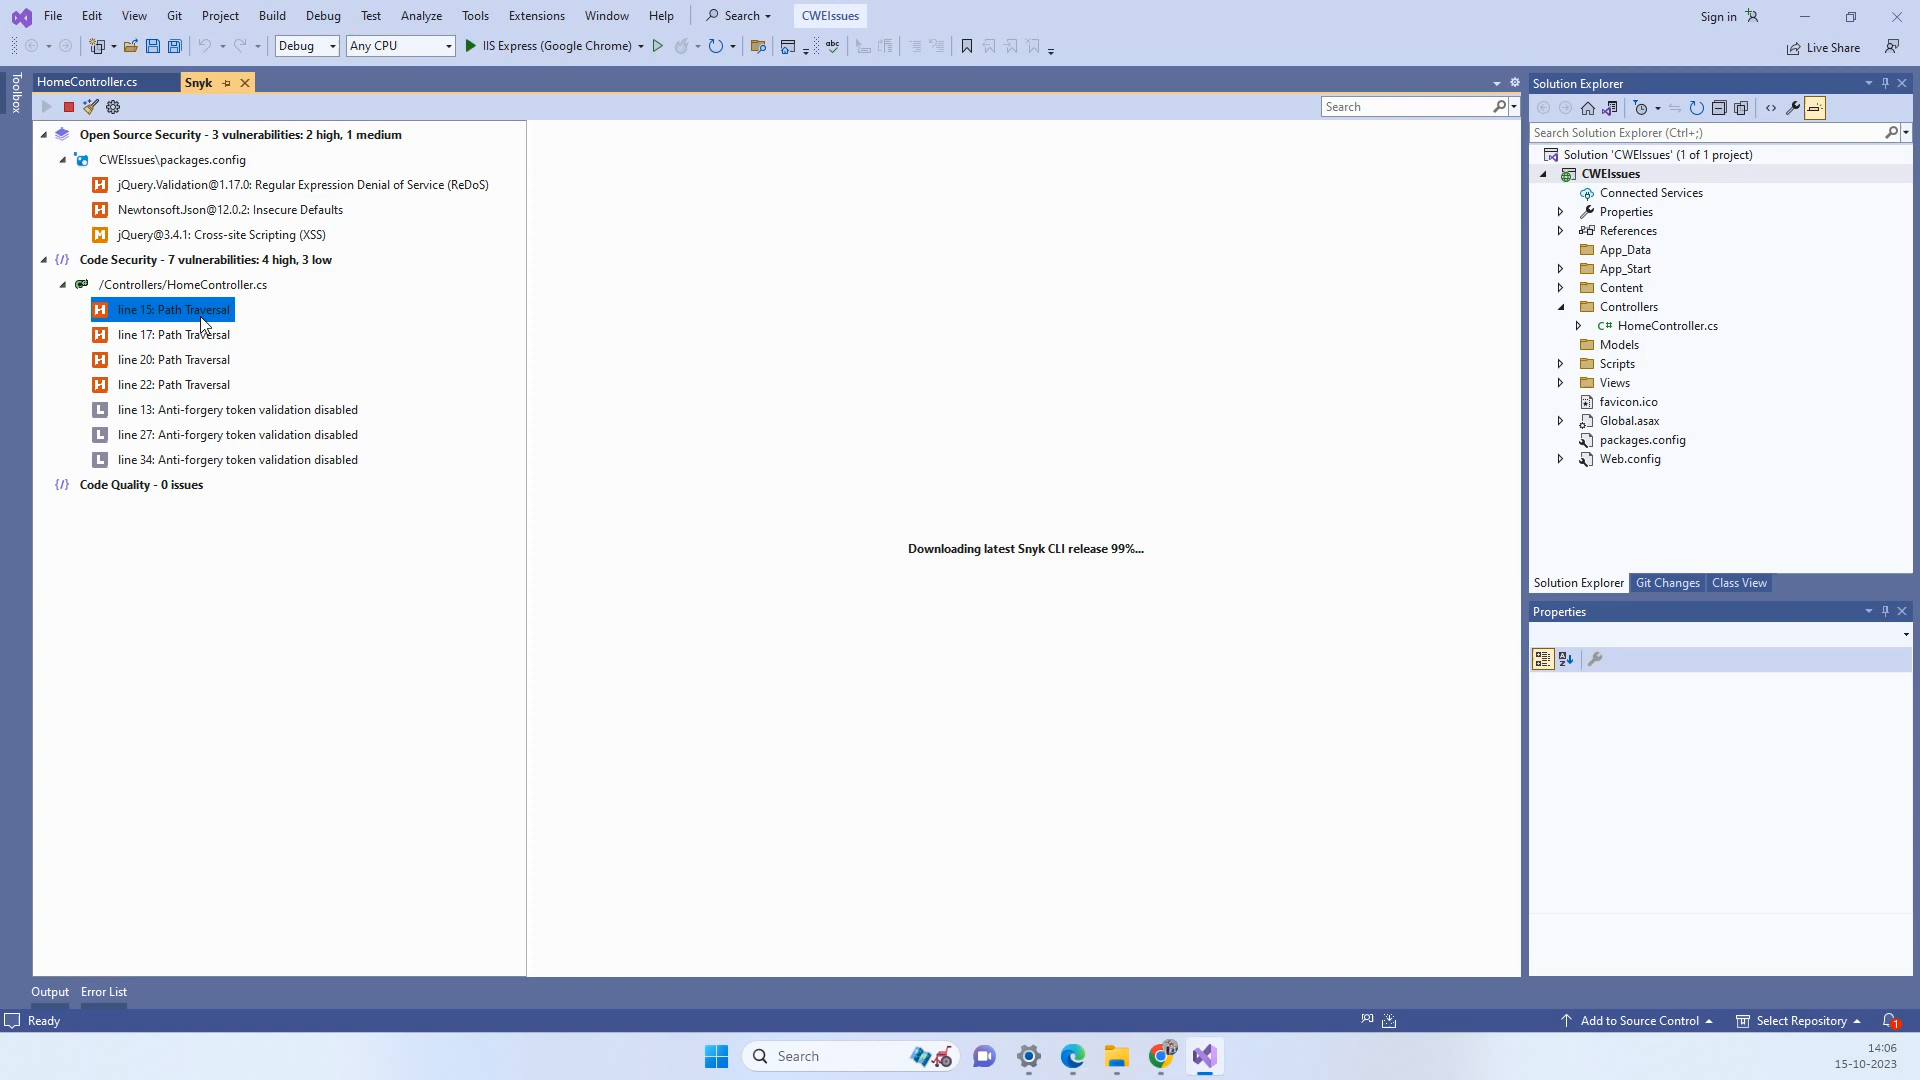 File Edit View Git Project Build Debug Test Analyze Tools Extensions Window Help Search CWEIssues Sign in
Debug Any CPU IIS Express (Google Chrome) abc Live Share
Toolbox
HomeController.cs Snyk
Search
Open Source Security - 3 vulnerabilities: 2 high, 1 medium
CWEIssues\packages.config
H jQuery.Validation@1.17.0: Regular Expression Denial of Service (ReDoS)
H Newtonsoft.Json@12.0.2: Insecure Defaults
M jQuery@3.4.1: Cross-site Scripting (XSS)
Code Security - 7 vulnerabilities: 4 high, 3 low
/Controllers/HomeController.cs
H line 15: Path Traversal
H line 17: Path Traversal
H line 20: Path Traversal
H line 22: Path Traversal
L line 13: Anti-forgery token validation disabled
L line 27: Anti-forgery token validation disabled
L line 34: Anti-forgery token validation disabled
Code Quality - 0 issues
Downloading latest Snyk CLI release 99%...
Solution Explorer
Search Solution Explorer (Ctrl+;)
Solution 'CWEIssues' (1 of 1 project)
CWEIssues
Connected Services
Properties
References
App_Data
App_Start
Content
Controllers
C# HomeController.cs
Models
Scripts
Views
favicon.ico
Global.asax
packages.config
Web.config
Solution Explorer Git Changes Class View
Properties
Output Error List
Ready Add to Source Control Select Repository 1
Search
14:06
15-10-2023